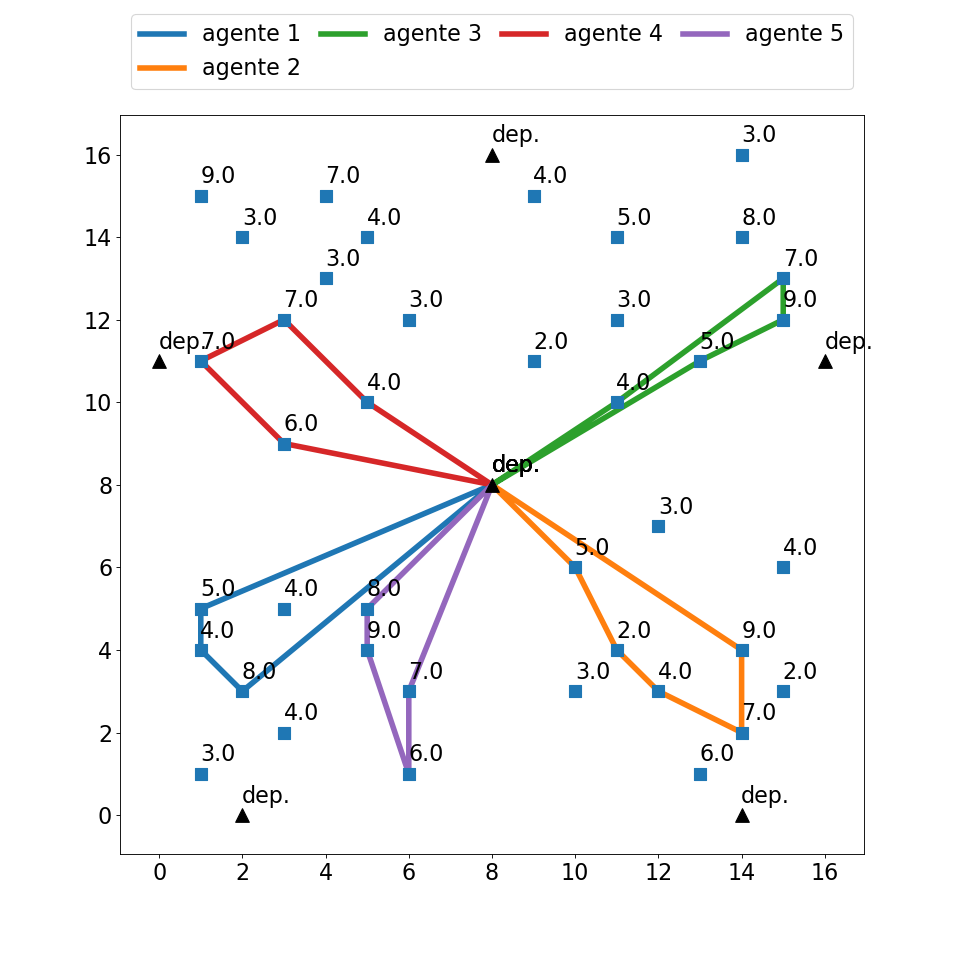 agente 1 agente 3 agente 4 agente 5
agente 2
dep. 3.0
9.0 7.0 4.0
3.0 4.0 5.0 8.0
3.0 7.0
7.0 3.0 3.0 9.0
dep. 7.0 2.0 5.0 dep.
4.0 4.0
6.0
dep.
dep.
3.0
5.0 4.0
5.0 4.0 8.0
4.0 9.0 2.0 9.0
8.0 7.0 3.0 4.0 2.0
4.0 7.0
3.0 6.0 6.0
dep. dep.
16
14
12
10
8
6
4
2
0
0 2 4 6 8 10 12 14 16